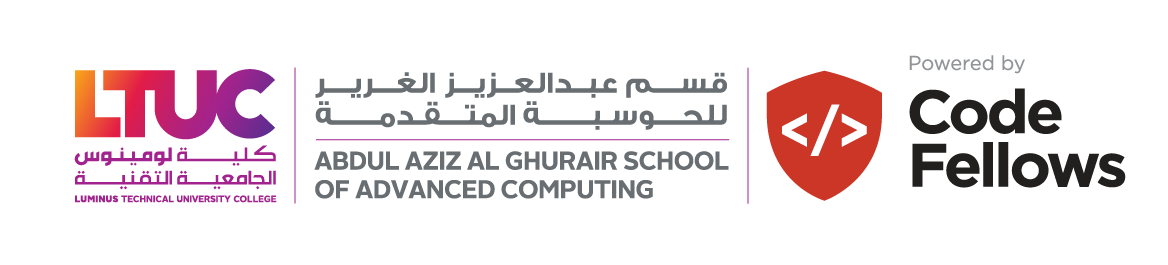 LTUC
كلية لومينوس
الجامعية التقنية
LUMINUS TECHNICAL UNIVERSITY COLLEGE
قسم عبدالعزيز الغرير
للحوسبة المتقدمة
ABDUL AZIZ AL GHURAIR SCHOOL
OF ADVANCED COMPUTING
</>
Powered by
Code
Fellows